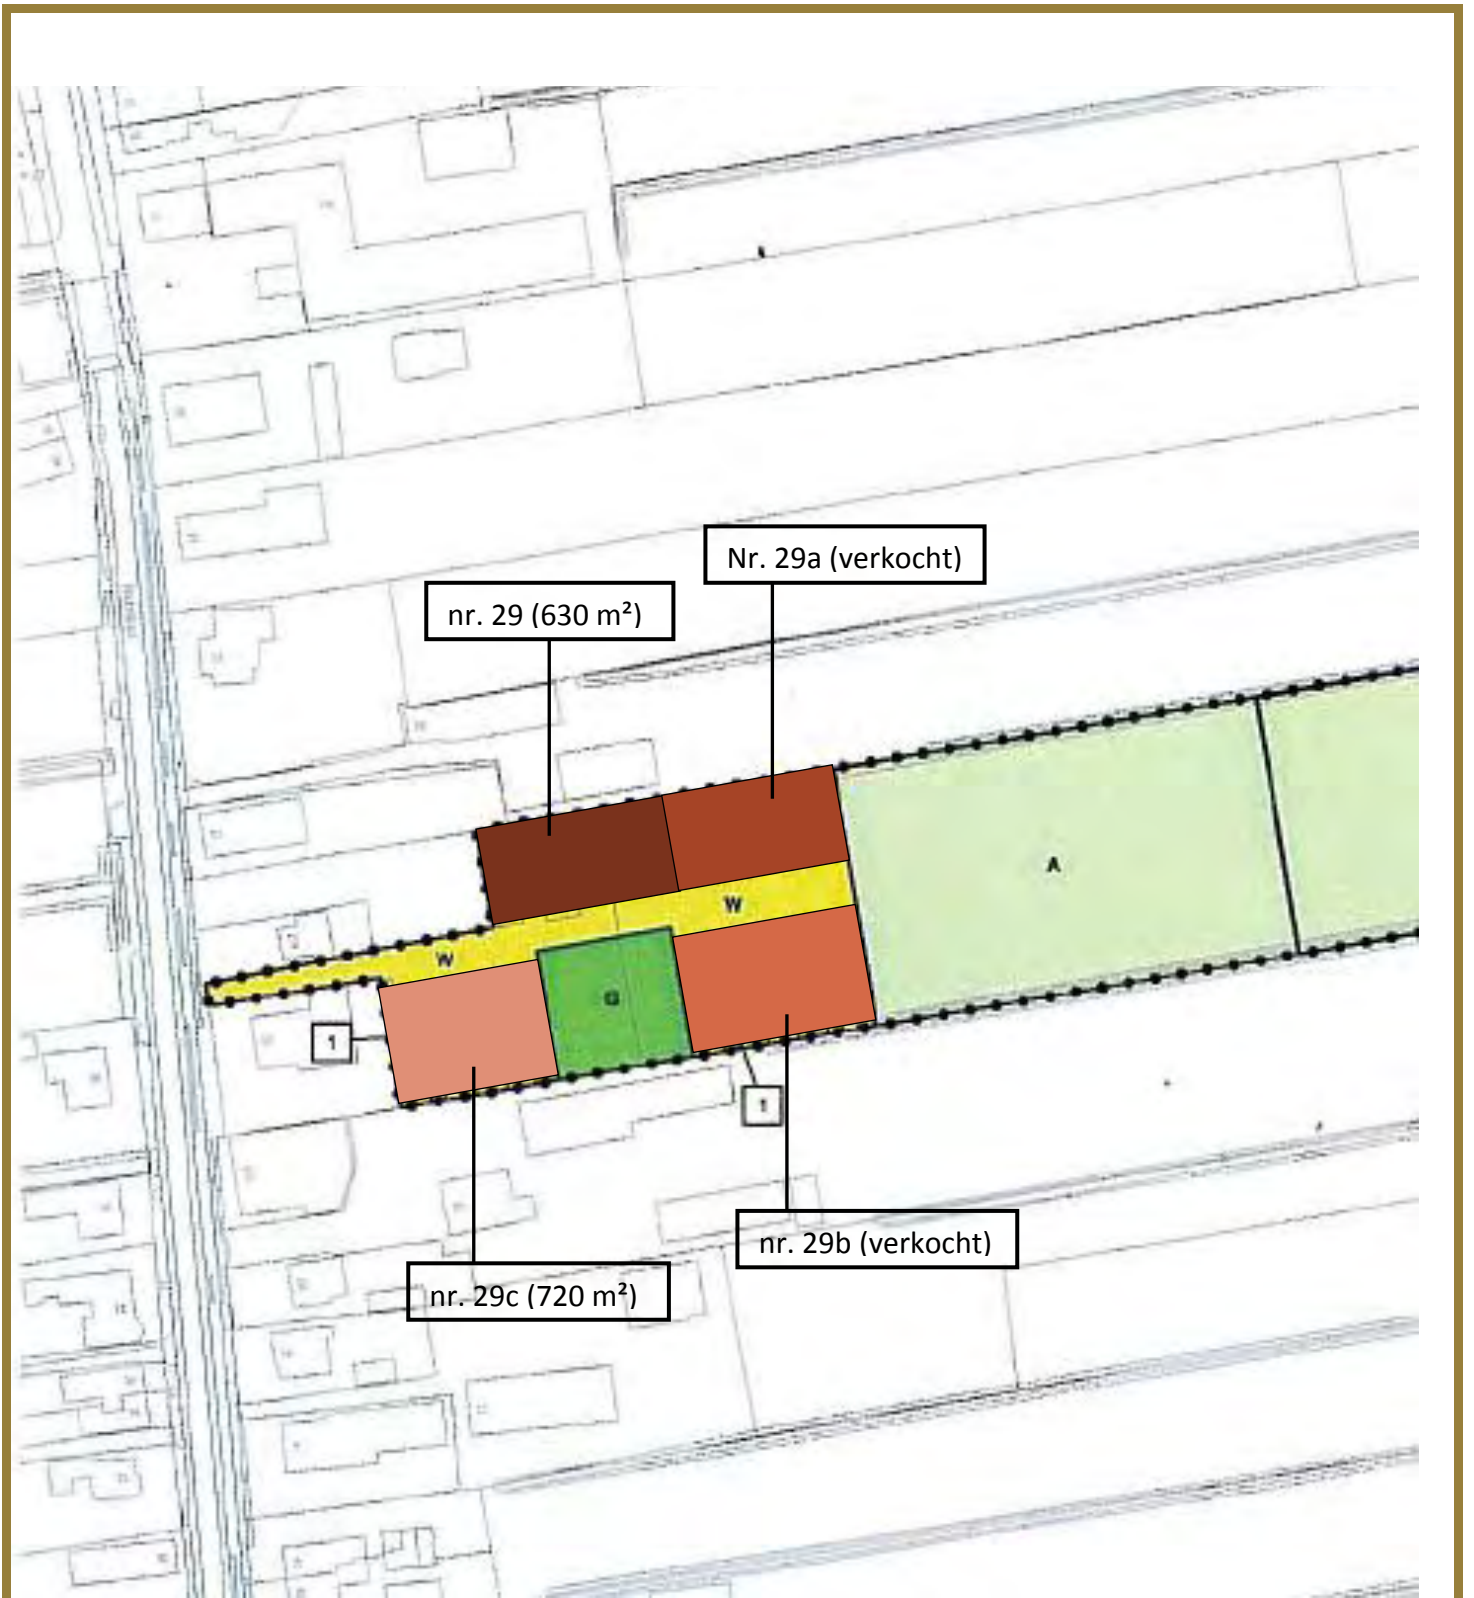 Nr. 29a (verkocht)
nr. 29 (630 m²)
A
W
W
G
1
1
nr. 29b (verkocht)
nr. 29c (720 m²)